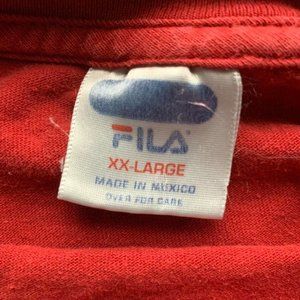 FILA
XX-LARGE
MADE IN MEXICO
OVER FOR CARE